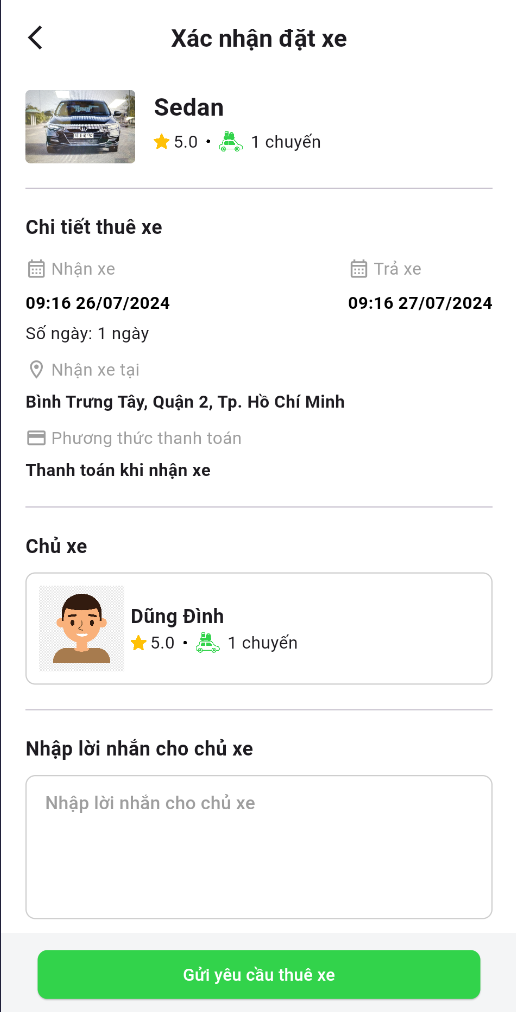 Xác nhận đặt xe
Sedan
5.0 • 1 chuyến
Chi tiết thuê xe
Nhận xe
Trả xe
09:16 26/07/2024
09:16 27/07/2024
Số ngày: 1 ngày
Nhận xe tại
Bình Trưng Tây, Quận 2, Tp. Hồ Chí Minh
Phương thức thanh toán
Thanh toán khi nhận xe
Chủ xe
Dũng Đình
5.0 • 1 chuyến
Nhập lời nhắn cho chủ xe
Nhập lời nhắn cho chủ xe
Gửi yêu cầu thuê xe